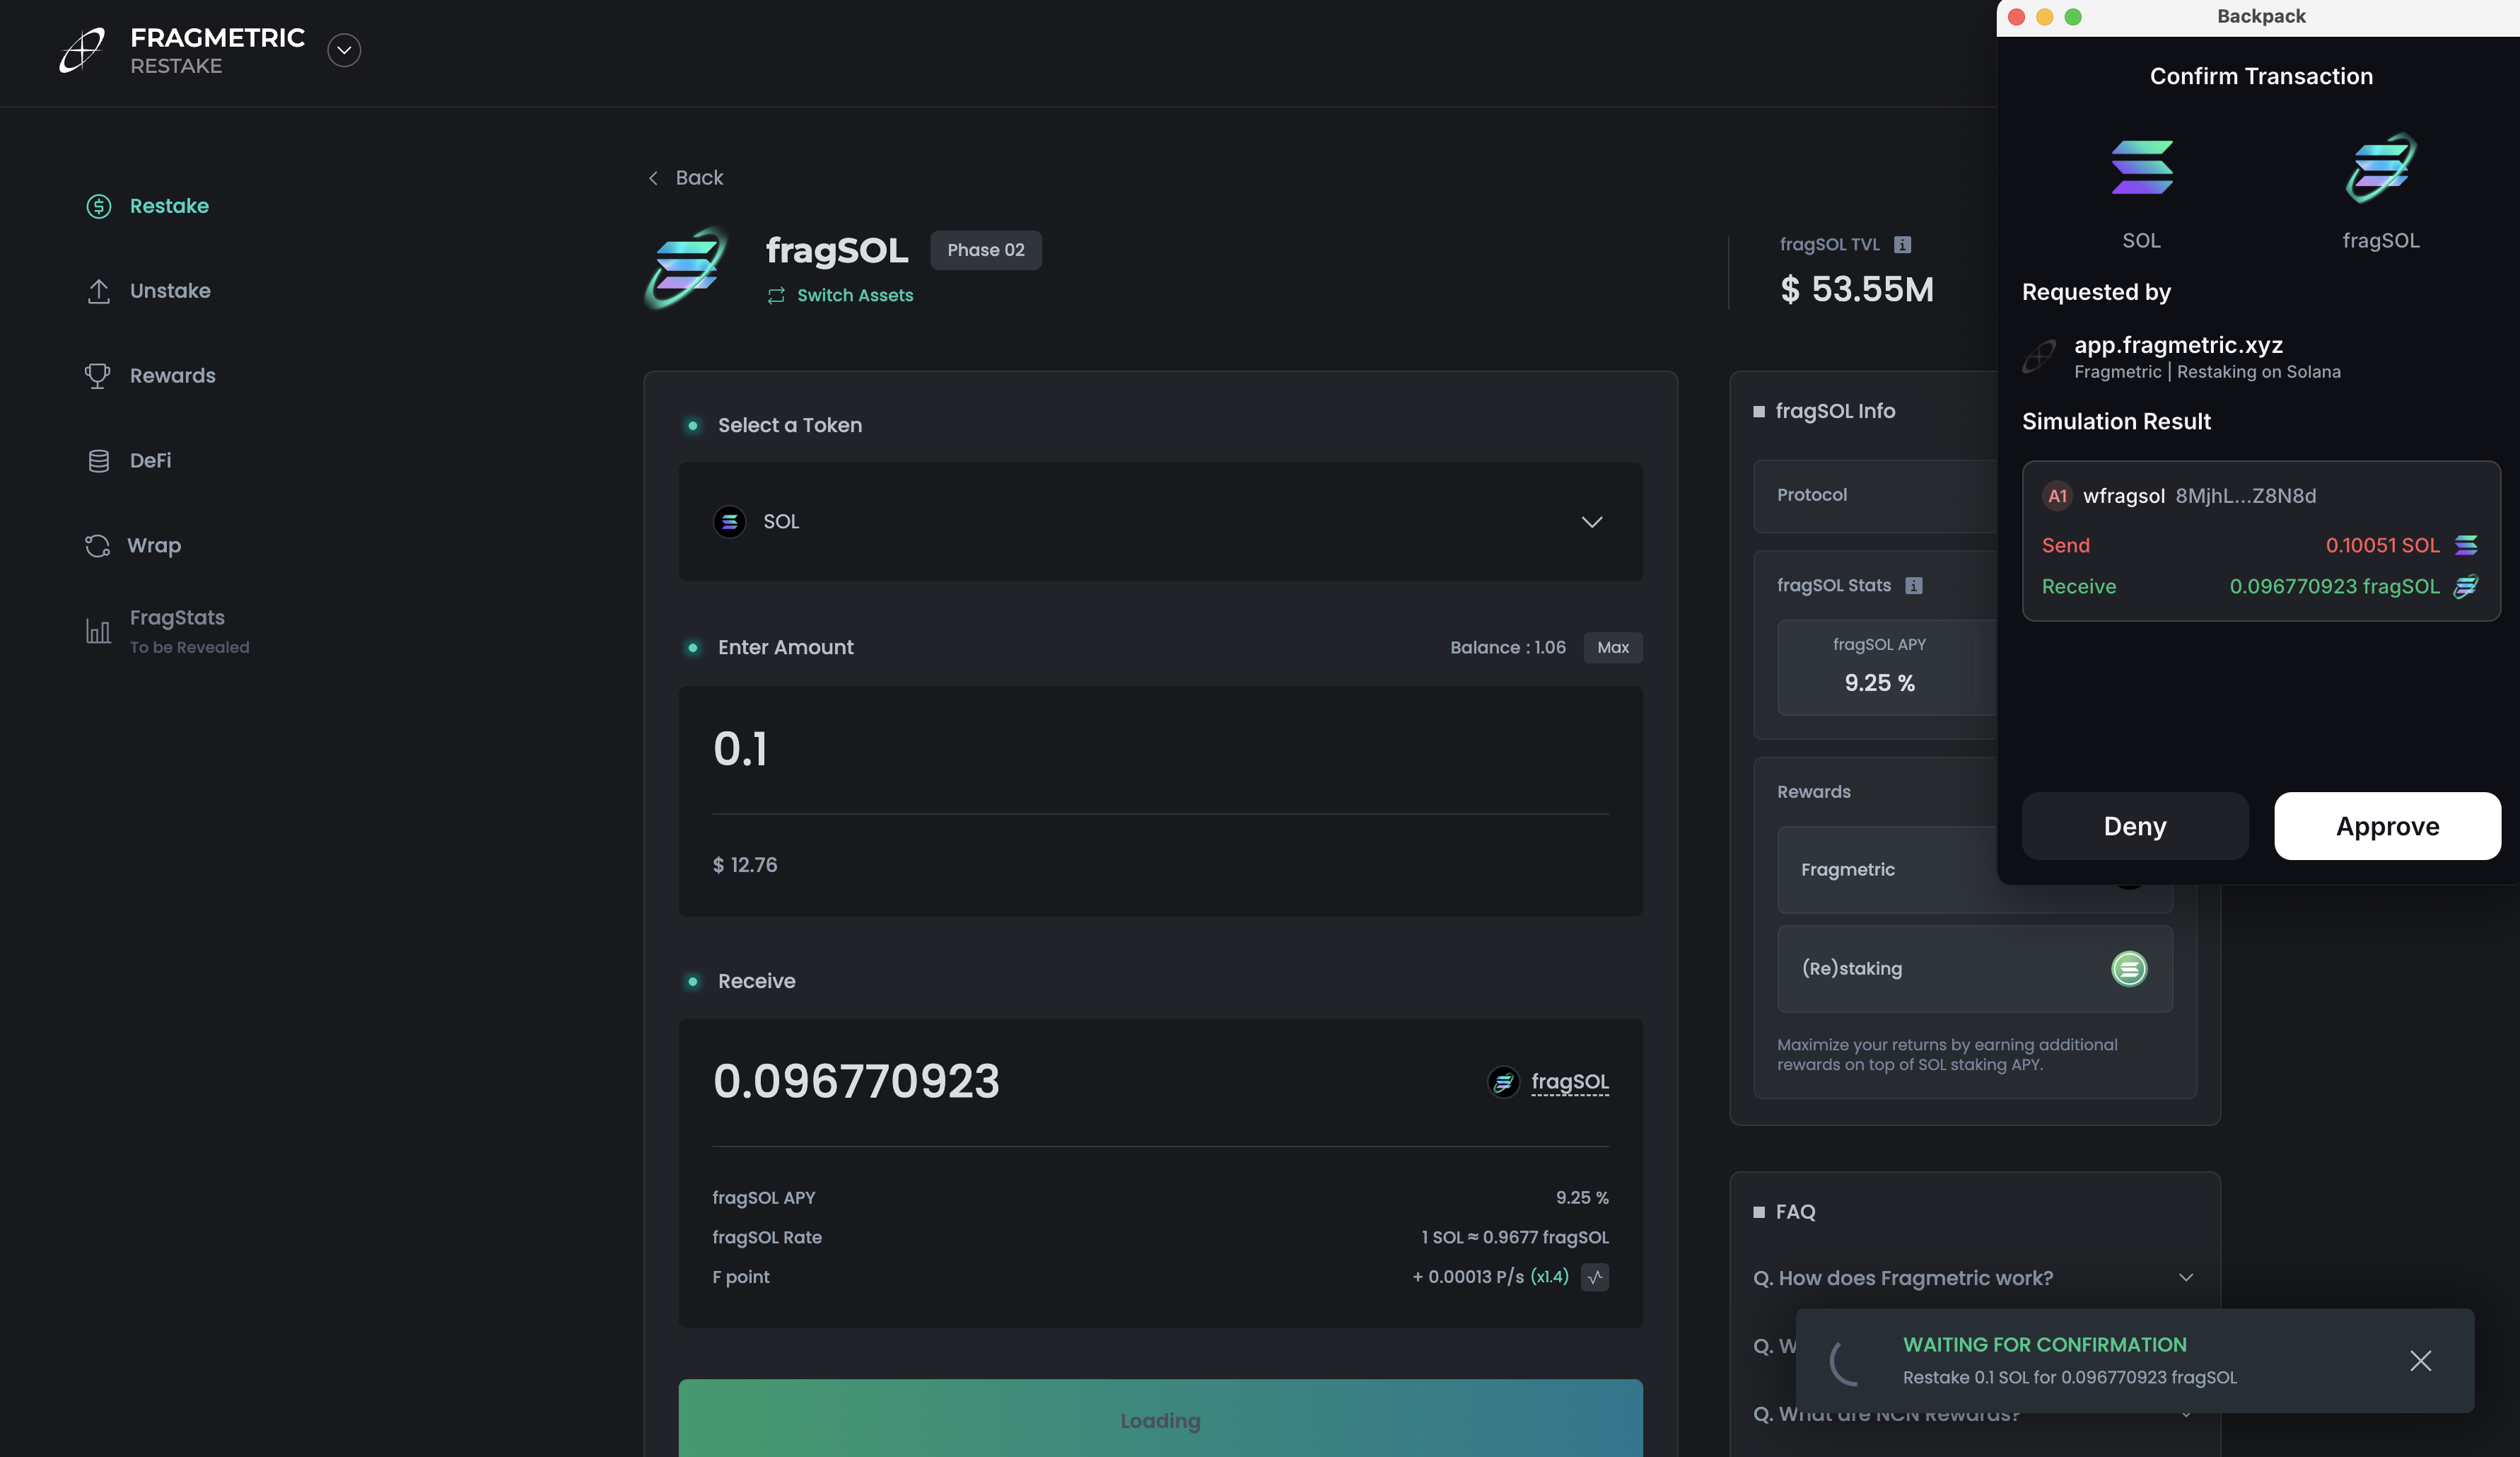 FRAGMETRIC
RESTAKE
Restake
Unstake
Rewards
DeFi
Wrap
FragStats
To be Revealed
Back
fragSOL
Phase 02
Switch Assets
fragSOL TVL
$ 53.55M
Select a Token
SOL
Enter Amount
Balance : 1.06
Max
0.1
$ 12.76
Receive
0.096770923
fragSOL
fragSOL APY
9.25 %
fragSOL Rate
1 SOL ≈ 0.9677 fragSOL
F point
+ 0.00013 P/s (x1.4)
Loading
fragSOL Info
Protocol
fragSOL Stats
fragSOL APY
9.25 %
Rewards
Fragmetric
(Re)staking
Maximize your returns by earning additional
rewards on top of SOL staking APY.
FAQ
Q. How does Fragmetric work?
Q.
Q. What are NCN Rewards?
WAITING FOR CONFIRMATION
Restake 0.1 SOL for 0.096770923 fragSOL
Backpack
Confirm Transaction
SOL
fragSOL
Requested by
app.fragmetric.xyz
Fragmetric | Restaking on Solana
Simulation Result
A1 wfragsol 8MjhL...Z8N8d
Send 0.10051 SOL
Receive 0.096770923 fragSOL
Deny
Approve